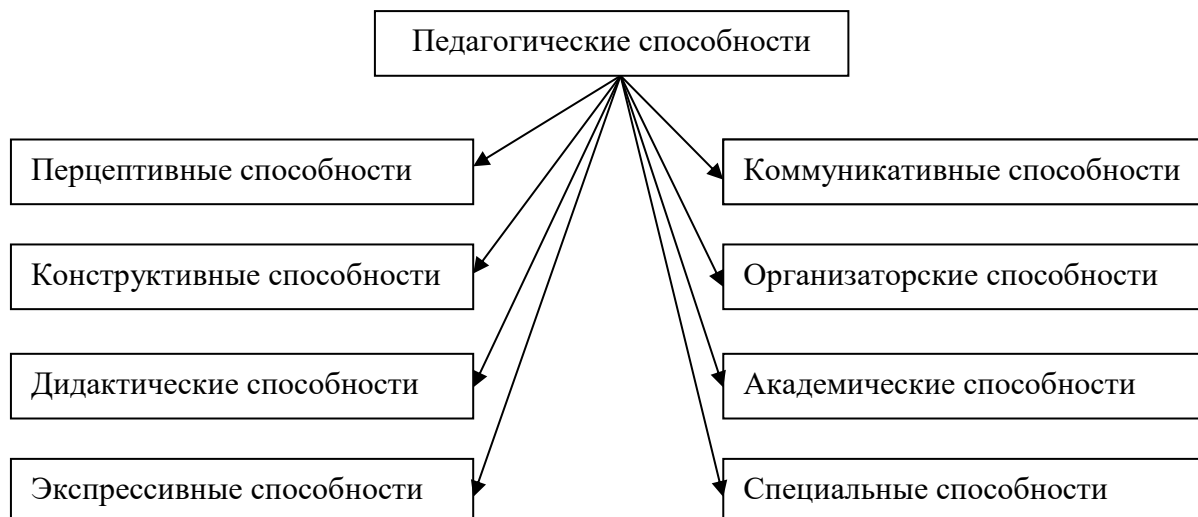 Педагогические способности
Перцептивные способности
Коммуникативные способности
Конструктивные способности
Организаторские способности
Дидактические способности
Академические способности
Экспрессивные способности
Специальные способности